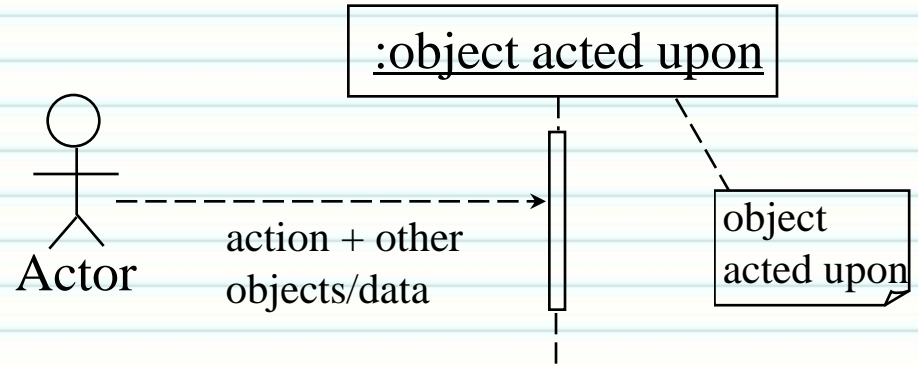 :object acted upon
Actor
action + other
objects/data
object
acted upon